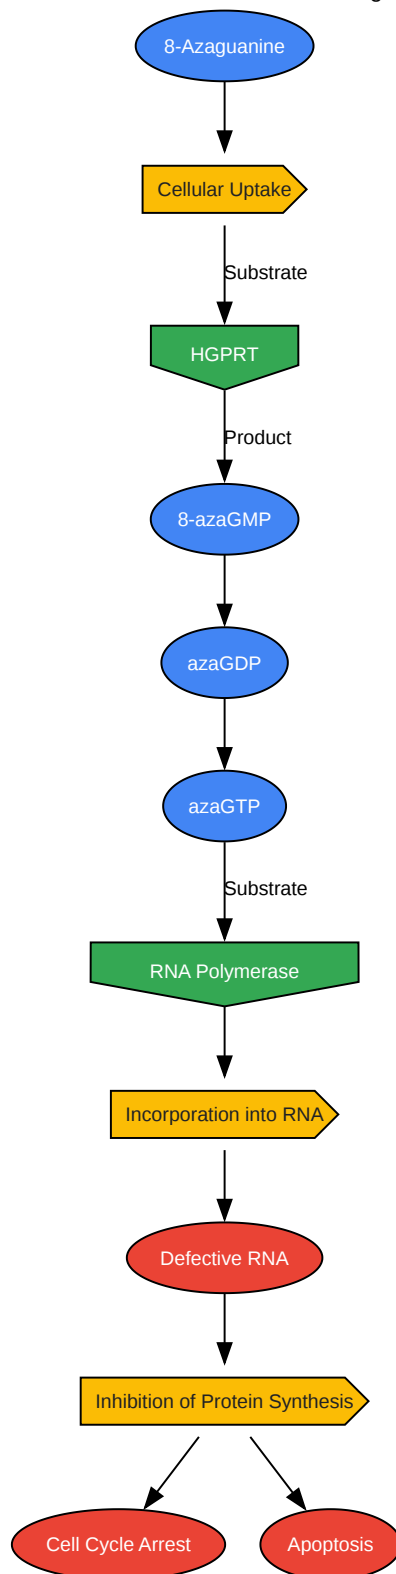 8-Azaguanine
Cellular Uptake
Substrate
HGPRT
Product
8-azaGMP
azaGDP
azaGTP
Substrate
RNA Polymerase
Incorporation into RNA
Defective RNA
Inhibition of Protein Synthesis
Cell Cycle Arrest
Apoptosis